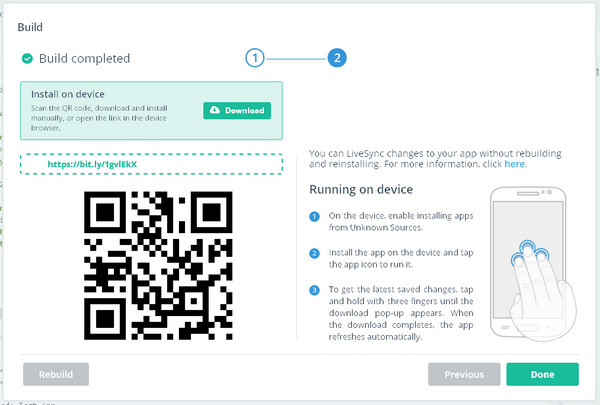 Build
Build completed
1
2
Install on device
Scan the QR code, download and install
manually, or open the link in the device
browser.
Download
https://bit.ly/1gvlEkX
You can LiveSync changes to your app without rebuilding
and reinstalling. For more information, click here.
Running on device
1 On the device, enable installing apps
from Unknown Sources.
2 Install the app on the device and tap
the app icon to run it.
3 To get the latest saved changes, tap
and hold with three fingers until the
download pop-up appears. When
the download completes, the app
refreshes automatically.
Rebuild
Previous
Done